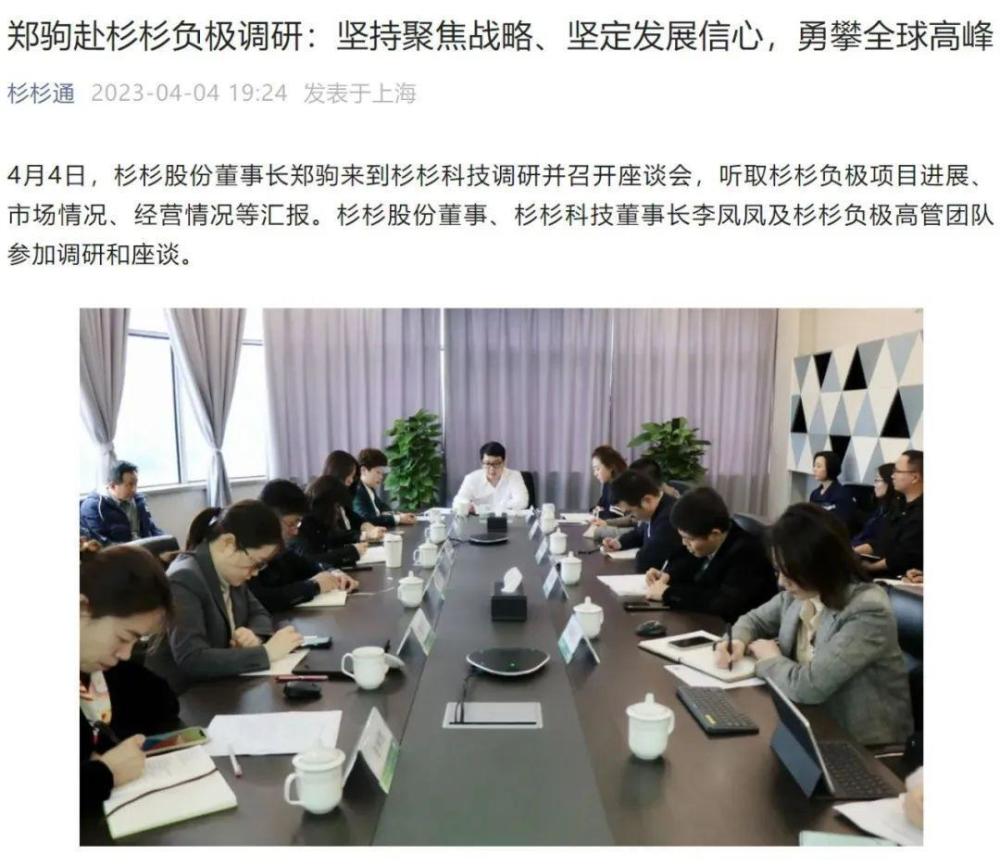 郑驹赴杉杉负极调研：坚持聚焦战略、坚定发展信心，勇攀全球高峰
杉杉通 2023-04-04 19:24 发表于上海
4月4日，杉杉股份董事长郑驹来到杉杉科技调研并召开座谈会，听取杉杉负极项目进展、
市场情况、经营情况等汇报。杉杉股份董事、杉杉科技董事长李凤凤及杉杉负极高管团队
参加调研和座谈。